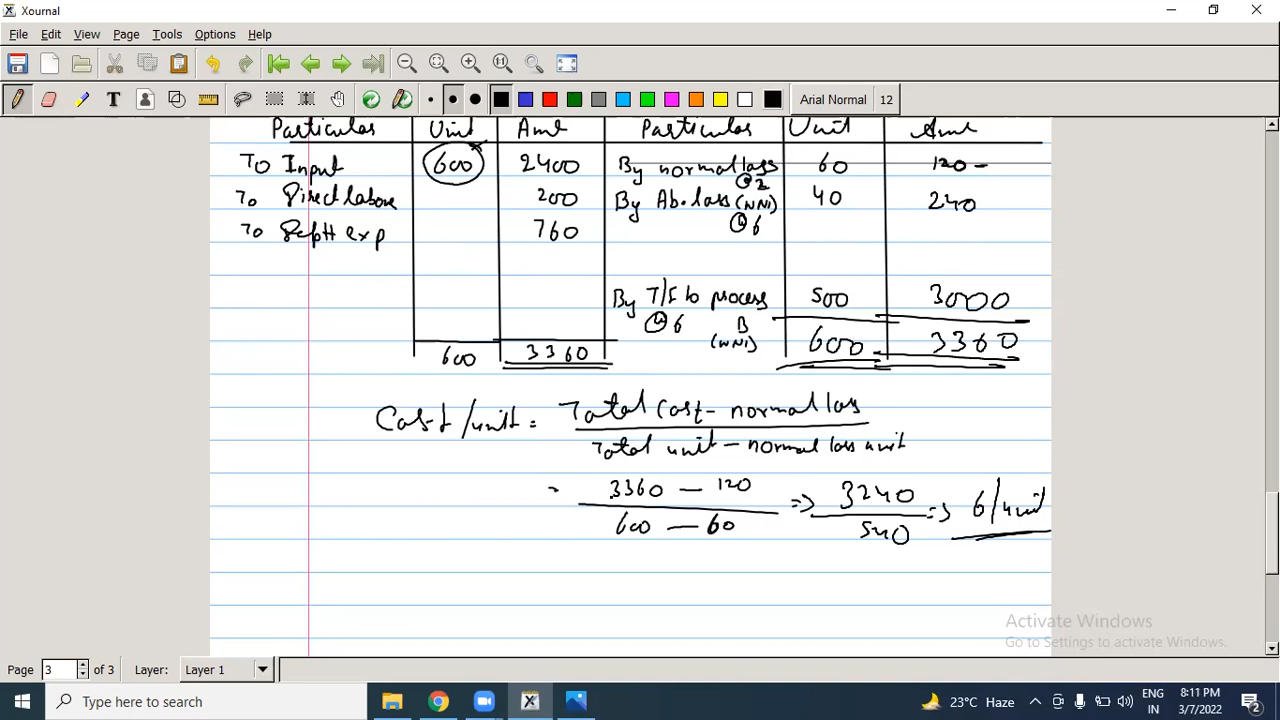 Xournal
File Edit View Page Tools Options Help
Arial Normal 12
Particulars Unit Amt Particulars Unit Amt
To Input 600 2400 By normal loss 60 120
@2
To Direct labore 200 By Ab. loss (WN1) 40 240
@6
To Deptt exp 760
By T/f to process 500 3000
@6 B
(WN1) 600 3360
600 3360
Cost/unit = Total cost - normal loss
Total unit - normal loss unit
= 3360 - 120 => 3240 => 6/unit
600 - 60 540
Activate Windows
Go to Settings to activate Windows.
Page 3 of 3 Layer: Layer 1
Type here to search
23°C Haze
ENG
IN
8:11 PM
3/7/2022
2